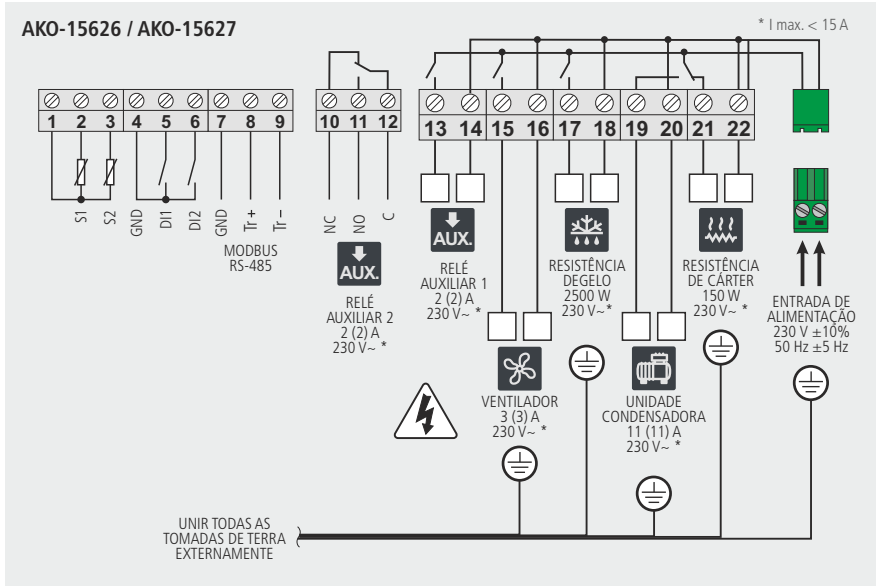 AKO-15626 / AKO-15627
* I max. < 15 A
1 2 3 4 5 6 7 8 9
10 11 12
13 14 15 16 17 18 19 20 21 22
S1
S2
GND
DI1
DI2
GND
Tr +
Tr –
MODBUS
RS-485
NC
NO
C
AUX.
RELÉ
AUXILIAR 2
2 (2) A
230 V~ *
AUX.
RELÉ
AUXILIAR 1
2 (2) A
230 V~ *
RESISTÊNCIA
DEGELO
2500 W
230 V~ *
RESISTÊNCIA
DE CÁRTER
150 W
230 V~ *
ENTRADA DE
ALIMENTAÇÃO
230 V ±10%
50 Hz ±5 Hz
VENTILADOR
3 (3) A
230 V~ *
UNIDADE
CONDENSADORA
11 (11) A
230 V~ *
UNIR TODAS AS
TOMADAS DE TERRA
EXTERNAMENTE